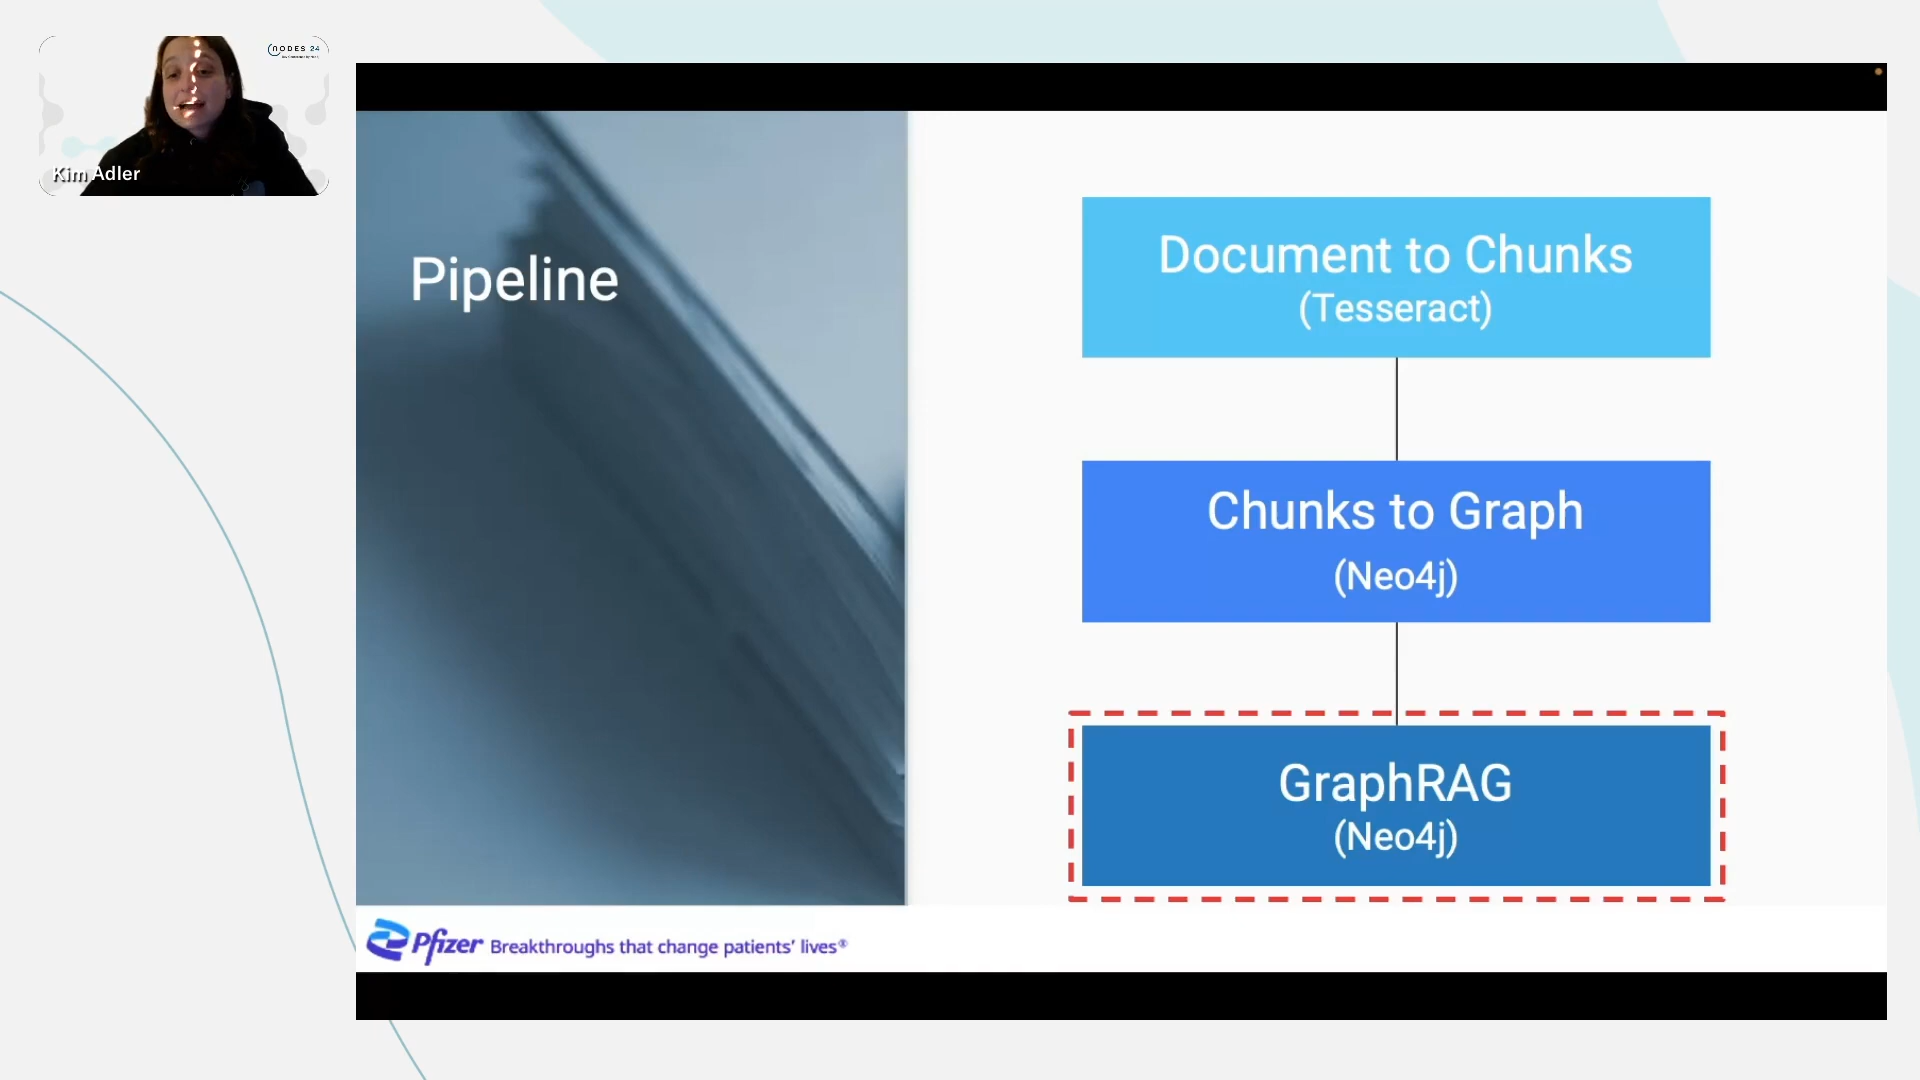 NODES 24
Kim Adler
Pipeline
Document to Chunks
(Tesseract)
Chunks to Graph
(Neo4j)
GraphRAG
(Neo4j)
Pfizer Breakthroughs that change patients' lives®